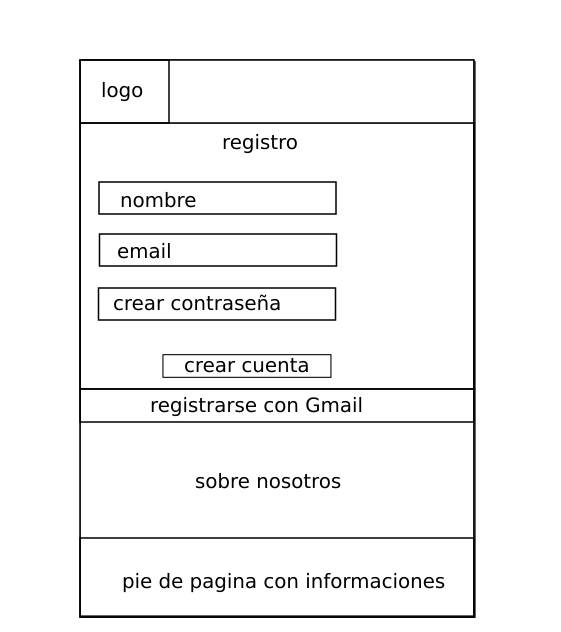 logo
registro
nombre
email
crear contraseña
crear cuenta
registrarse con Gmail
sobre nosotros
pie de pagina con informaciones